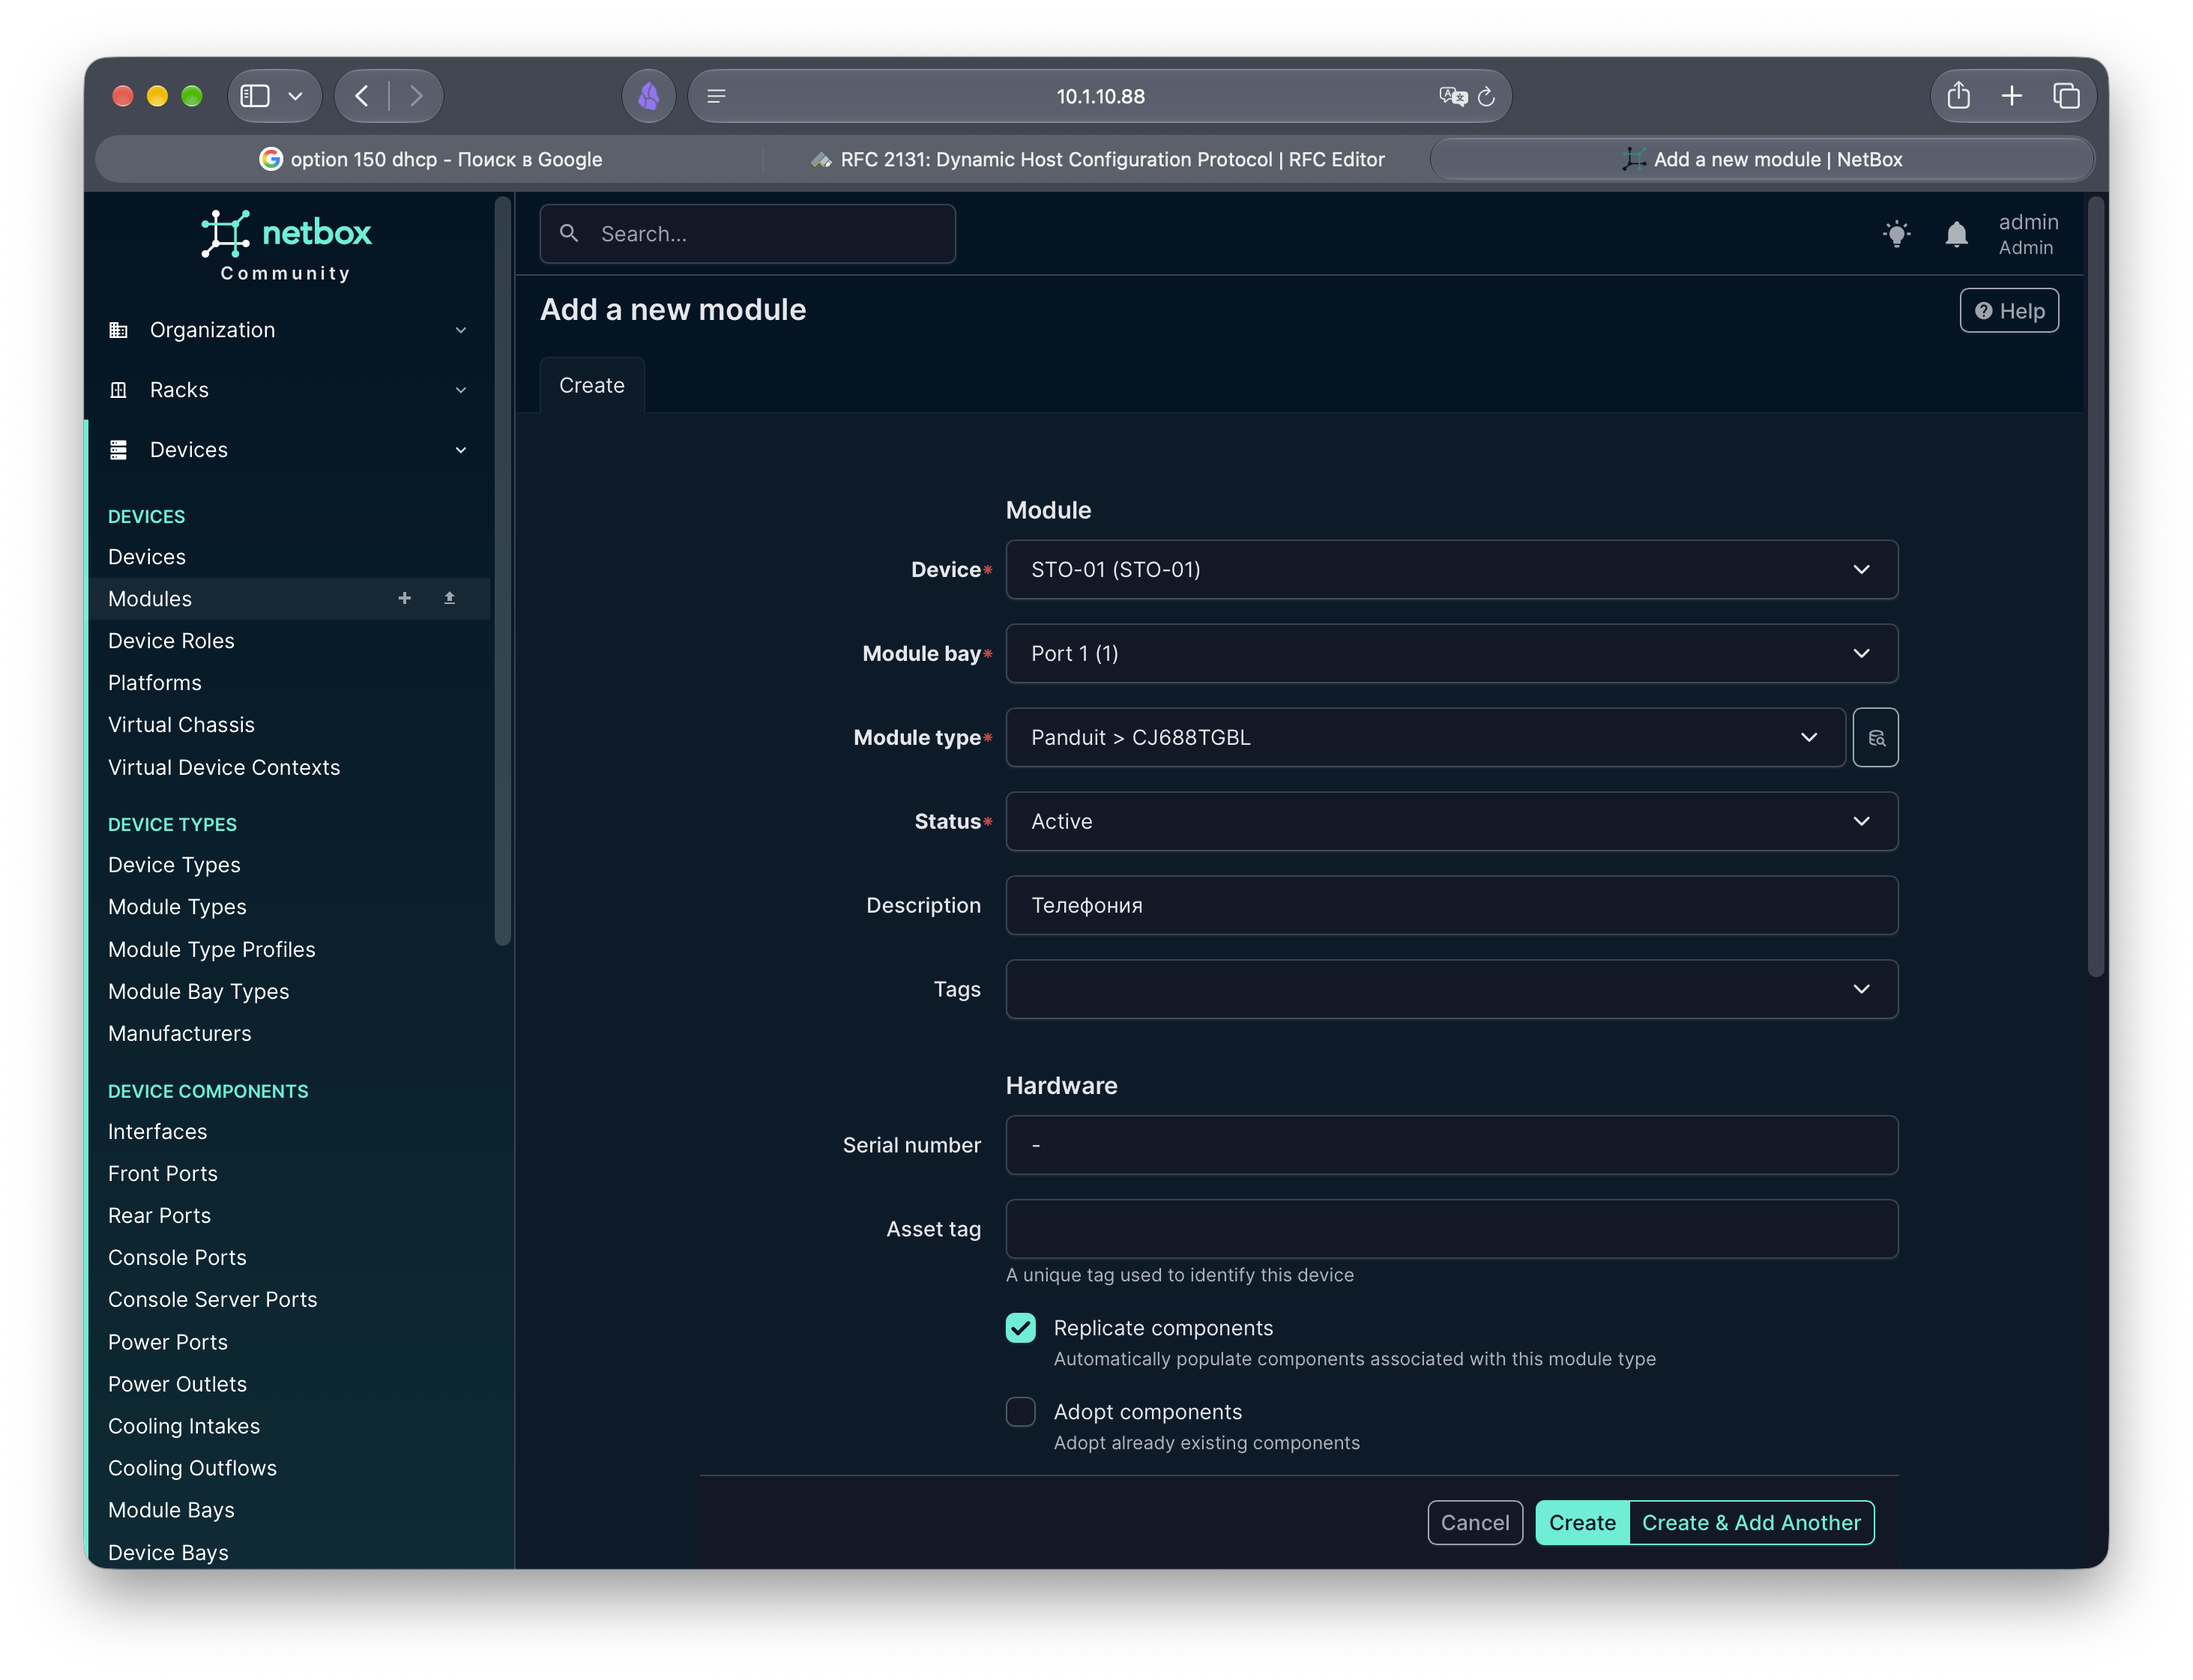 10.1.10.88
option 150 dhcp - Поиск в Google
RFC 2131: Dynamic Host Configuration Protocol | RFC Editor
Add a new module | NetBox
netbox
Community
Organization
Racks
Devices
DEVICES
Devices
Modules
Device Roles
Platforms
Virtual Chassis
Virtual Device Contexts
DEVICE TYPES
Device Types
Module Types
Module Type Profiles
Module Bay Types
Manufacturers
DEVICE COMPONENTS
Interfaces
Front Ports
Rear Ports
Console Ports
Console Server Ports
Power Ports
Power Outlets
Cooling Intakes
Cooling Outflows
Module Bays
Device Bays
Search...
admin
Admin
Add a new module
Help
Create
Module
Device* STO-01 (STO-01)
Module bay* Port 1 (1)
Module type* Panduit > CJ688TGBL
Status* Active
Description Телефония
Tags
Hardware
Serial number -
Asset tag
A unique tag used to identify this device
Replicate components
Automatically populate components associated with this module type
Adopt components
Adopt already existing components
Cancel Create Create & Add Another